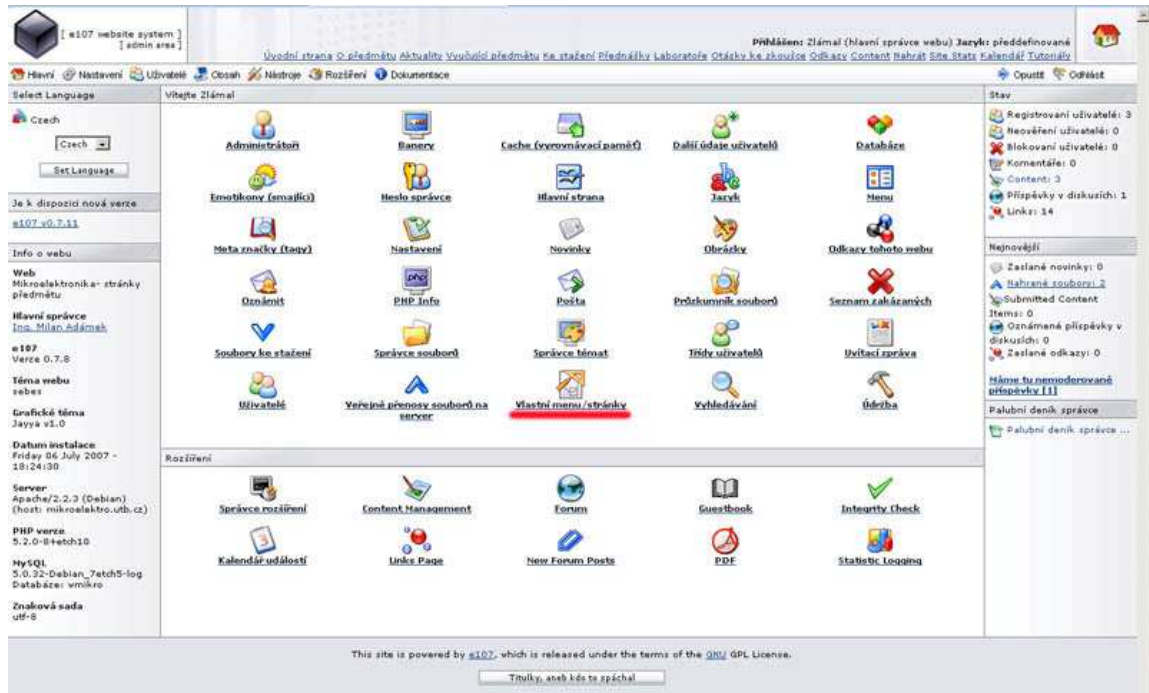 [ e107 website system ]
[ admin area ]
Přihlášen: Zlámal (hlavní správce webu) Jazyk: předdefinované
Úvodní strana O předmětu Aktuality Vyučující předmětu Ke stažení Přednášky Laboratoře Otázky ke zkoušce Odkazy Content Nahrát Site Stats Kalendář Tutoriály
Hlavní Nastavení Uživatelé Obsah Nástroje Rozšíření Dokumentace
Opustit Odhlásit
Select Language
Czech
Czech
Set Language
Je k dispozici nová verze
e107 v0.7.11
Info o webu
Web
Mikroelektronika- stránky
předmětu
Hlavní správce
Ing. Milan Adámek
e107
Verze 0.7.8
Téma webu
sebes
Grafické téma
Jayya v1.0
Datum instalace
Friday 06 July 2007 -
18:24:30
Server
Apache/2.2.3 (Debian)
(host: mikroelektro.utb.cz)
PHP verze
5.2.0-8+etch10
MySQL
5.0.32-Debian_7etch5-log
Databáze: vmikro
Znaková sada
utf-8
Vítejte Zlámal
Administrátoři
Banery
Cache (vyrovnávací paměť)
Další údaje uživatelů
Databáze
Emotikony (smajlíci)
Heslo správce
Hlavní strana
Jazyk
Menu
Meta značky (tagy)
Nastavení
Novinky
Obrázky
Odkazy tohoto webu
Oznámit
PHP Info
Pošta
Průzkumník souborů
Seznam zakázaných
Soubory ke stažení
Správce souborů
Správce témat
Třídy uživatelů
Uvítací zpráva
Uživatelé
Veřejné přenosy souborů na
server
Vlastní menu/stránky
Vyhledávání
Údržba
Rozšíření
Správce rozšíření
Content Management
Forum
Guestbook
Integrity Check
Kalendář událostí
Links Page
New Forum Posts
PDF
Statistic Logging
Stav
Registrovaní uživatelé: 3
Neověření uživatelé: 0
Blokovaní uživatelé: 0
Komentáře: 0
Content: 3
Příspěvky v diskusích: 1
Links: 14
Nejnovější
Zaslané novinky: 0
Nahrané soubory: 2
Submitted Content
Items: 0
Oznámené příspěvky v
diskusích: 0
Zaslané odkazy: 0
Máme tu nemoderované
příspěvky [1]
Palubní deník správce
Palubní deník správce ...
This site is powered by e107, which is released under the terms of the GNU GPL License.
Titulky, aneb kdo to spáchal